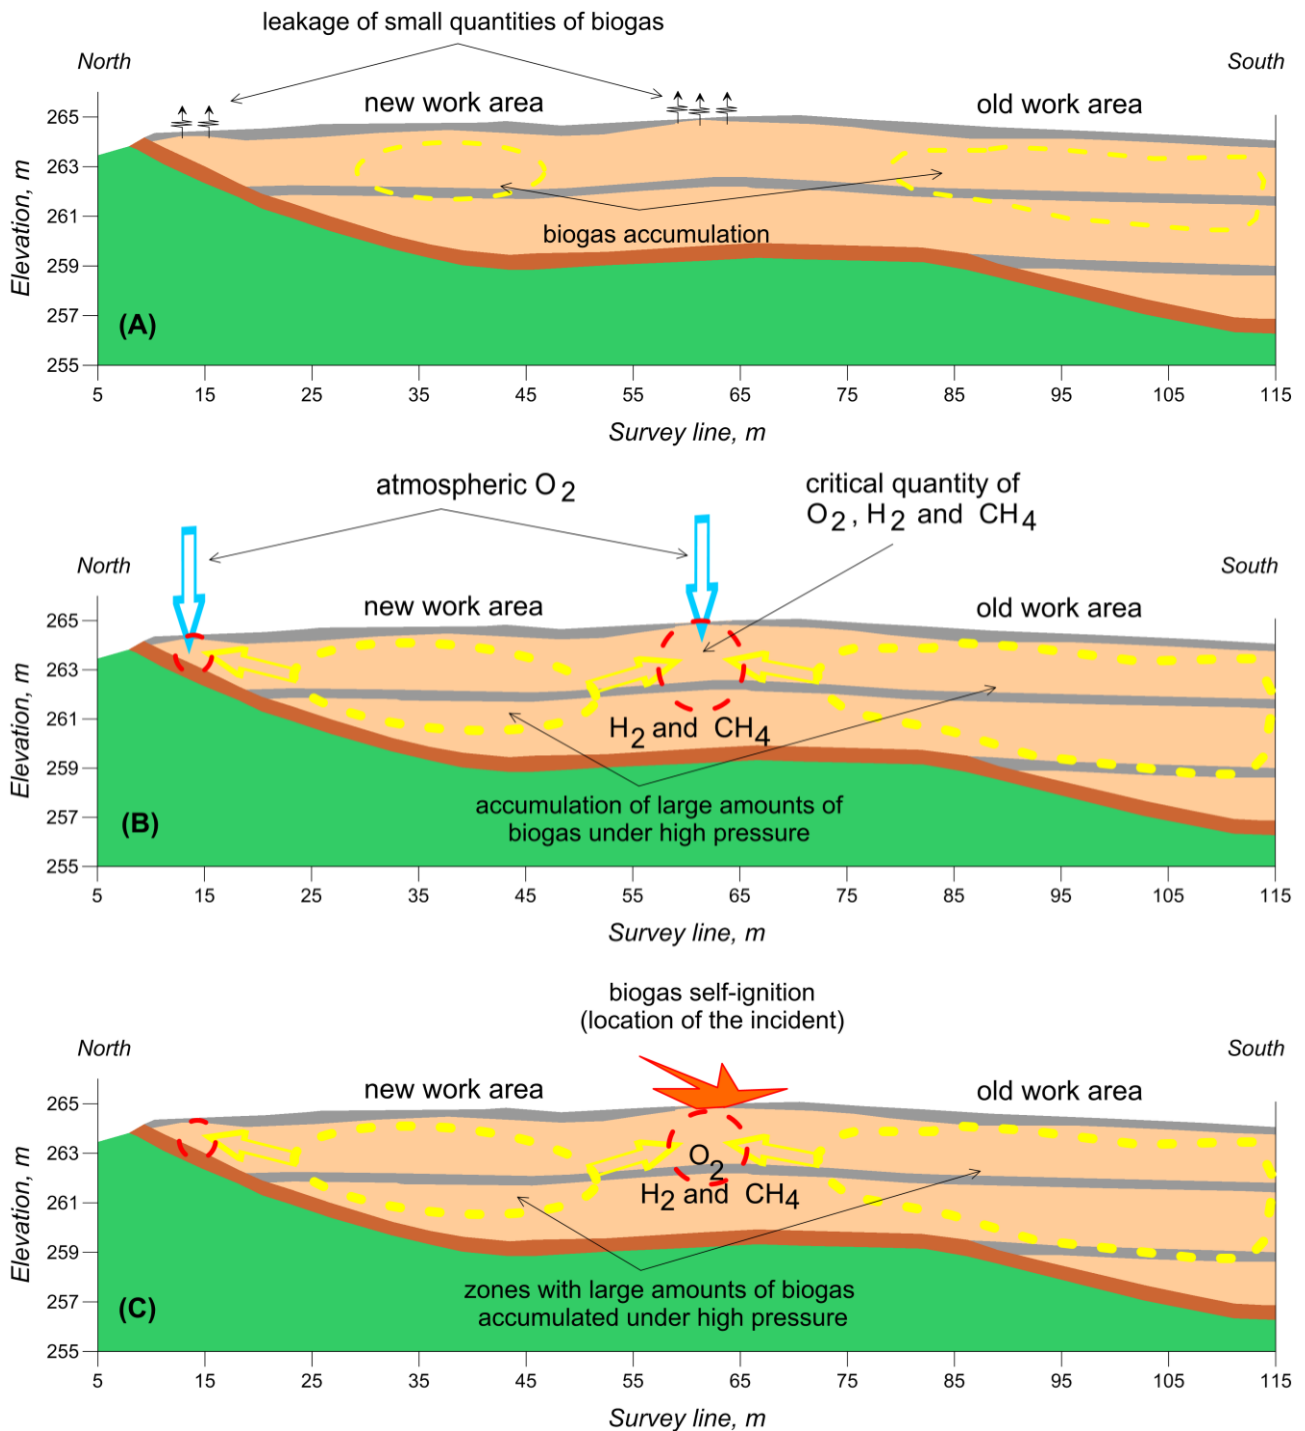 leakage of small quantities of biogas
North
South
new work area
old work area
265
263
261
259
257
255
Elevation, m
biogas accumulation
(A)
5 15 25 35 45 55 65 75 85 95 105 115
Survey line, m
atmospheric O2
critical quantity of
O2, H2 and CH4
North
South
new work area
old work area
265
263
261
259
257
255
Elevation, m
H2 and CH4
accumulation of large amounts of
biogas under high pressure
(B)
5 15 25 35 45 55 65 75 85 95 105 115
Survey line, m
biogas self-ignition
(location of the incident)
North
South
new work area
old work area
265
263
261
259
257
255
Elevation, m
O2
H2 and CH4
zones with large amounts of biogas
accumulated under high pressure
(C)
5 15 25 35 45 55 65 75 85 95 105 115
Survey line, m